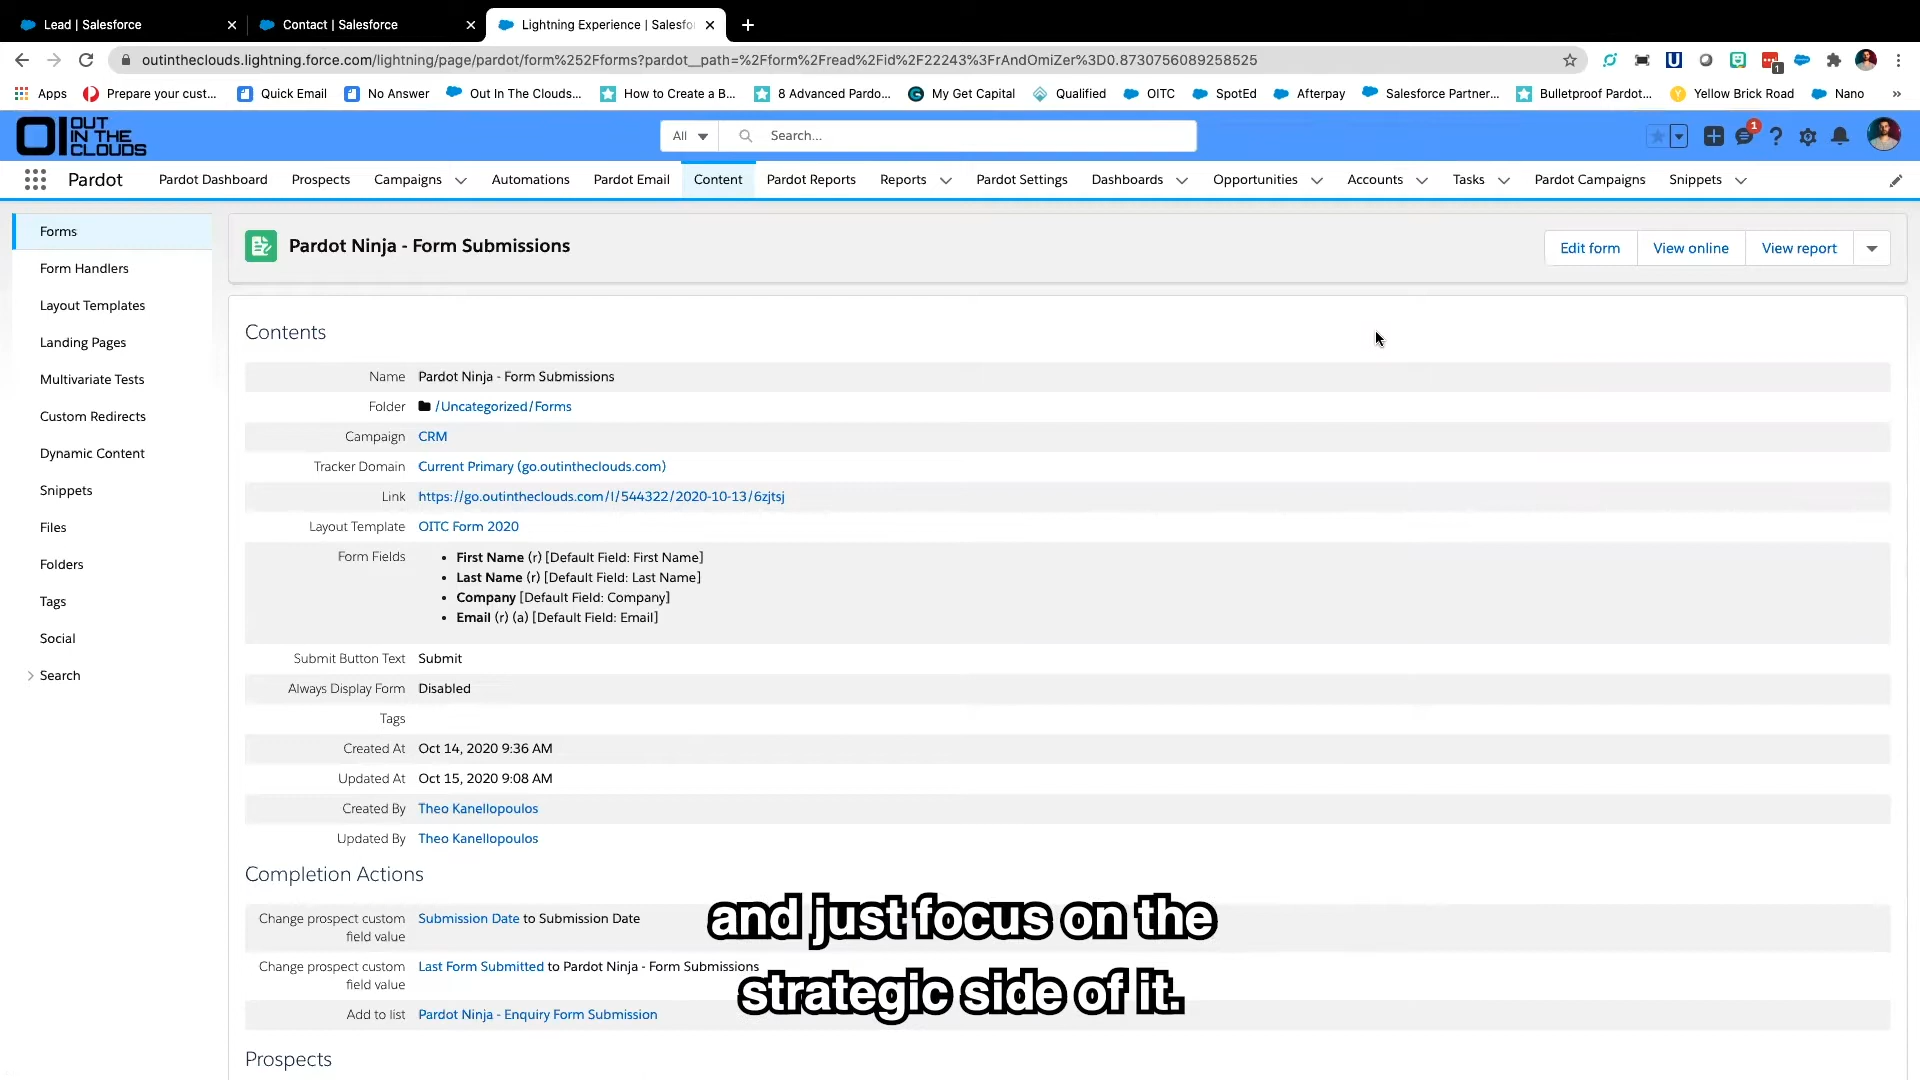 Lead | Salesforce
Contact | Salesforce
Lightning Experience | Salesfo
outintheclouds.lightning.force.com/lightning/page/pardot/form%252Fforms?pardot__path=%2Fform%2Fread%2Fid%2F22243%3FrAndOmiZer%3D0.8730756089258525
1
Apps
Prepare your cust...
Quick Email
No Answer
Out In The Clouds...
How to Create a B...
8 Advanced Pardo...
My Get Capital
Qualified
OITC
SpotEd
Afterpay
Salesforce Partner...
Bulletproof Pardot...
Yellow Brick Road
Nano
»
OUT
IN THE
CLOUDS
All
Search...
1
Pardot
Pardot Dashboard
Prospects
Campaigns
Automations
Pardot Email
Content
Pardot Reports
Reports
Pardot Settings
Dashboards
Opportunities
Accounts
Tasks
Pardot Campaigns
Snippets
Forms
Form Handlers
Layout Templates
Landing Pages
Multivariate Tests
Custom Redirects
Dynamic Content
Snippets
Files
Folders
Tags
Social
Search
Pardot Ninja - Form Submissions
Edit form
View online
View report
Contents
Name Pardot Ninja - Form Submissions
Folder /Uncategorized/Forms
Campaign CRM
Tracker Domain Current Primary (go.outintheclouds.com)
Link https://go.outintheclouds.com/l/544322/2020-10-13/6zjtsj
Layout Template OITC Form 2020
Form Fields • First Name (r) [Default Field: First Name]
• Last Name (r) [Default Field: Last Name]
• Company [Default Field: Company]
• Email (r) (a) [Default Field: Email]
Submit Button Text Submit
Always Display Form Disabled
Tags
Created At Oct 14, 2020 9:36 AM
Updated At Oct 15, 2020 9:08 AM
Created By Theo Kanellopoulos
Updated By Theo Kanellopoulos
Completion Actions
Change prospect custom Submission Date to Submission Date
field value
Change prospect custom Last Form Submitted to Pardot Ninja - Form Submissions
field value
Add to list Pardot Ninja - Enquiry Form Submission
Prospects
and just focus on the
strategic side of it.